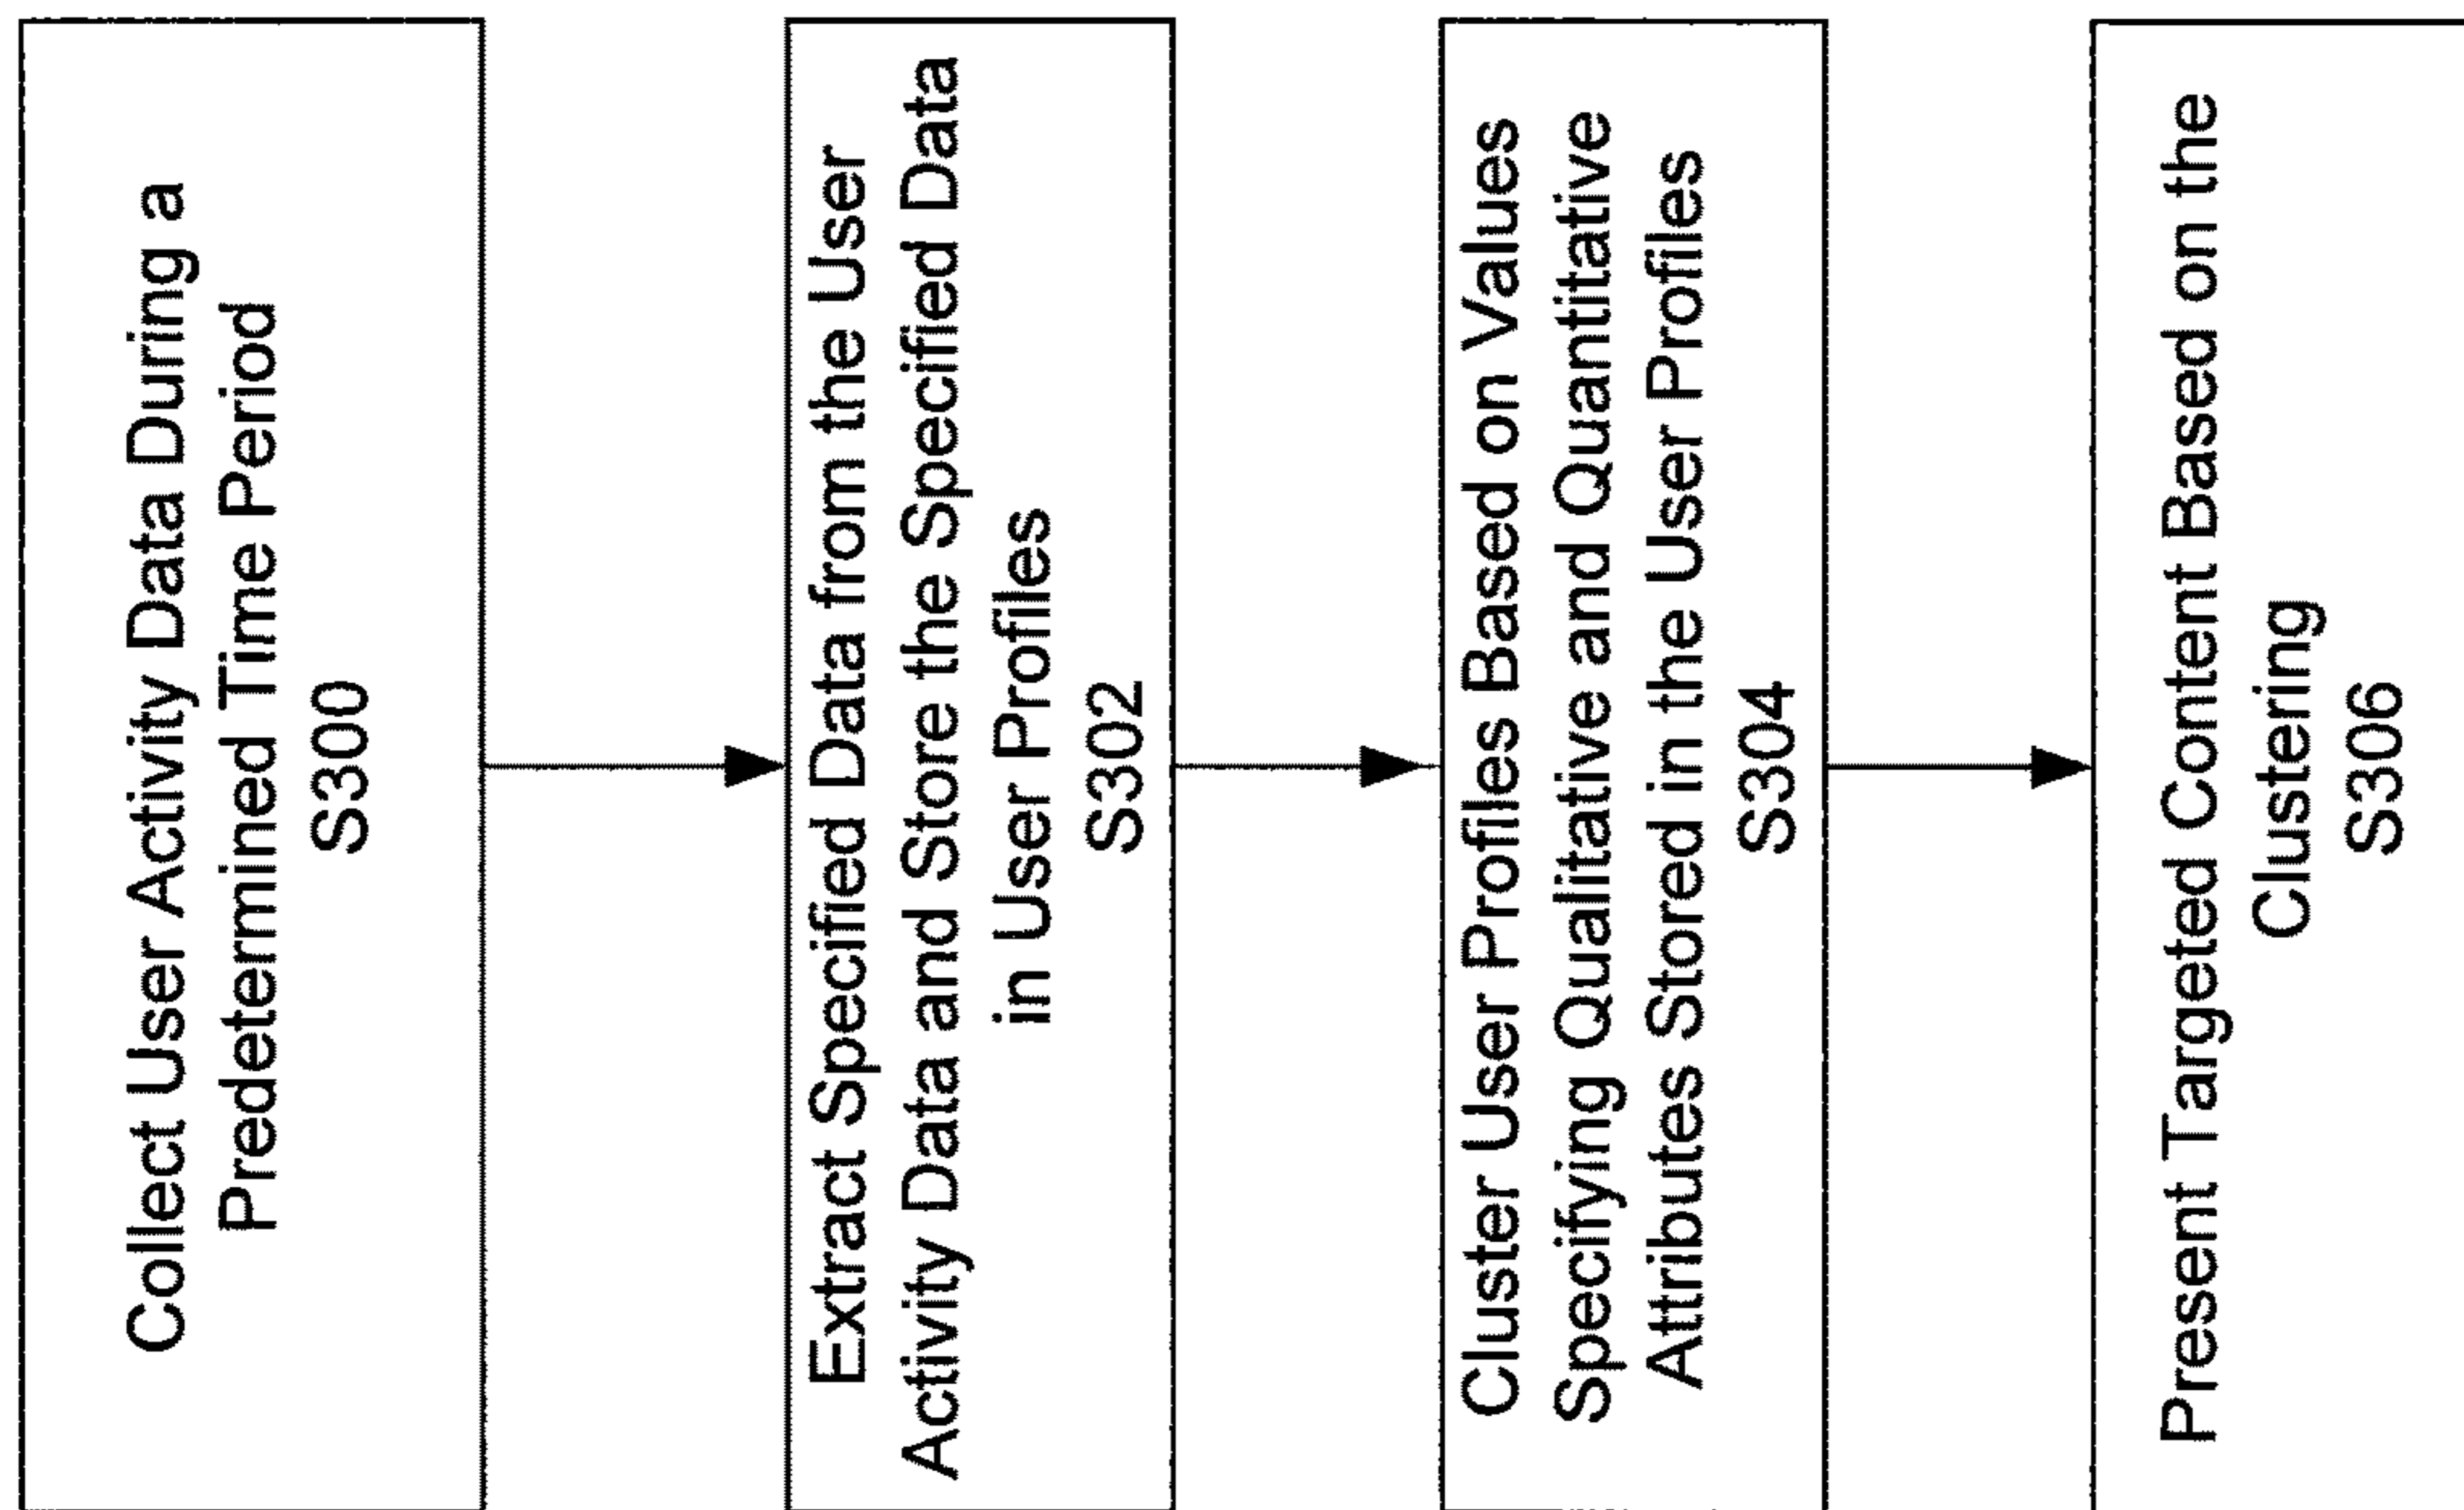 Collect User Activity Data During a
Predetermined Time Period
S300
Extract Specified Data from the User
Activity Data and Store the Specified Data
in User Profiles
S302
Cluster User Profiles Based on Values
Specifying Qualitative and Quantitative
Attributes Stored in the User Profiles
S304
Present Targeted Content Based on the
Clustering
S306